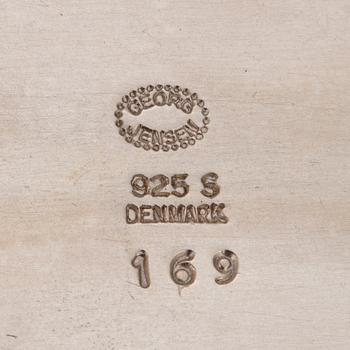 GEORG
JENSEN
925 S
DENMARK
169